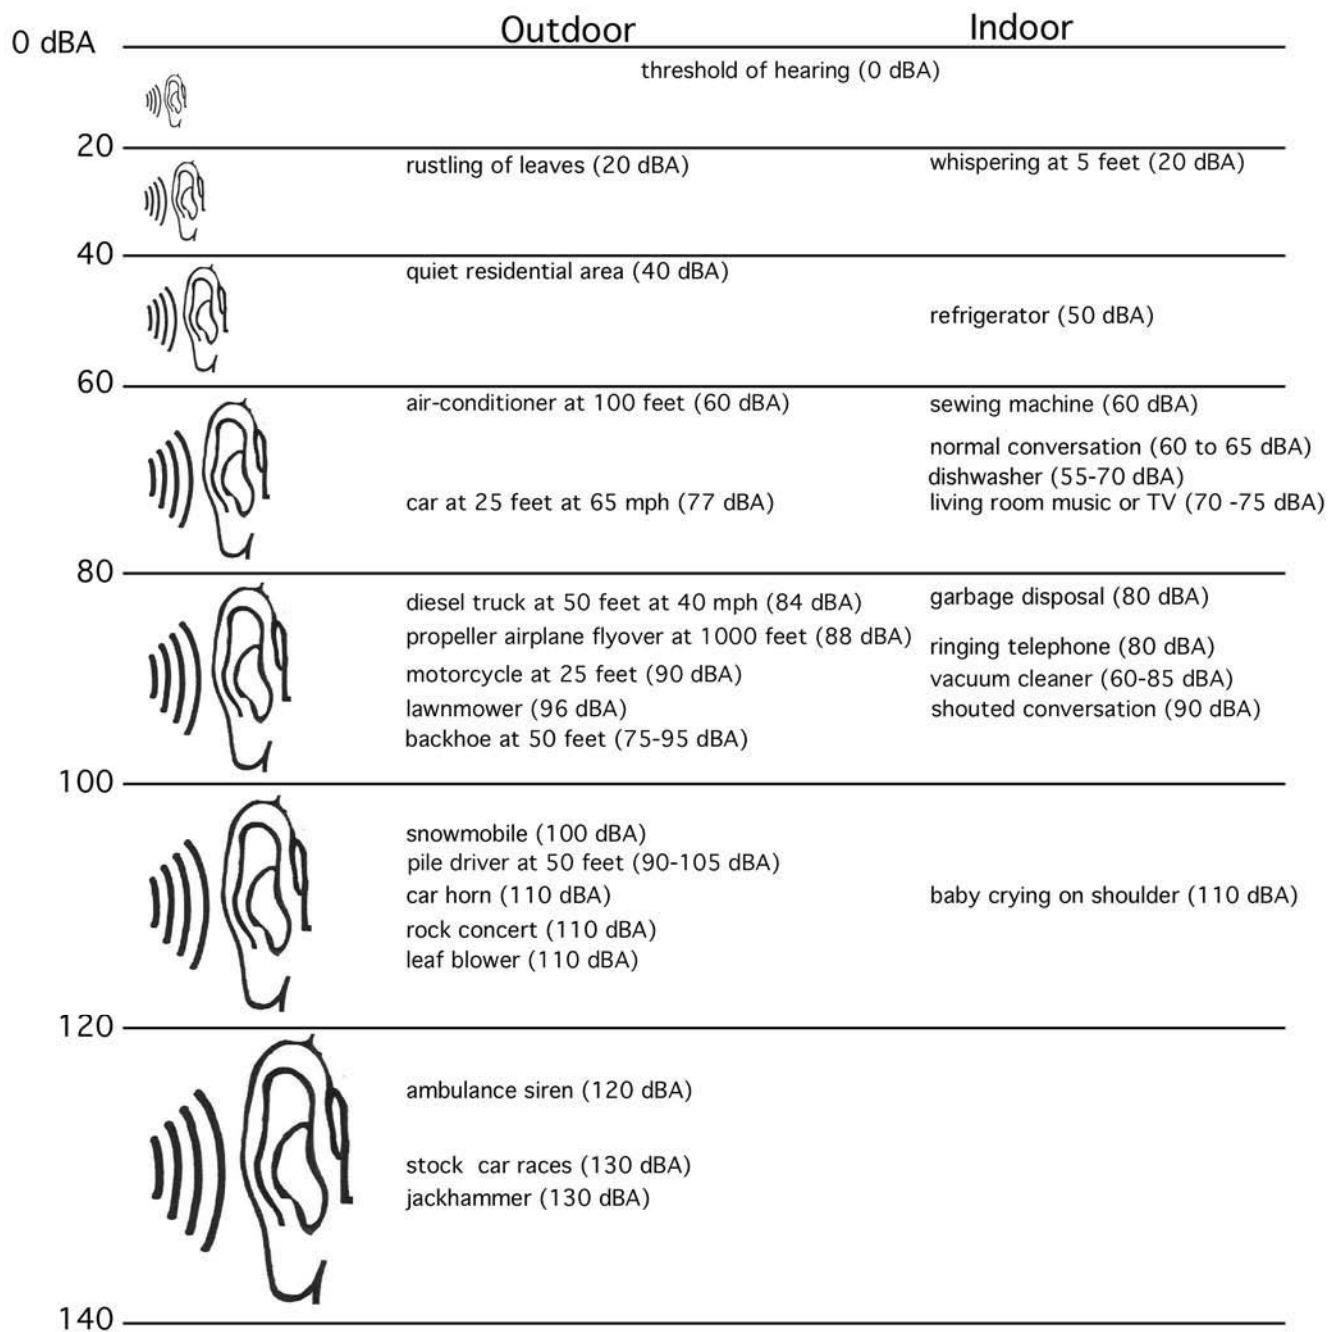 Outdoor Indoor
0 dBA
threshold of hearing (0 dBA)
20
rustling of leaves (20 dBA) whispering at 5 feet (20 dBA)
40
quiet residential area (40 dBA)
refrigerator (50 dBA)
60
air-conditioner at 100 feet (60 dBA) sewing machine (60 dBA)
normal conversation (60 to 65 dBA)
dishwasher (55-70 dBA)
car at 25 feet at 65 mph (77 dBA) living room music or TV (70 -75 dBA)
80
diesel truck at 50 feet at 40 mph (84 dBA) garbage disposal (80 dBA)
propeller airplane flyover at 1000 feet (88 dBA) ringing telephone (80 dBA)
motorcycle at 25 feet (90 dBA) vacuum cleaner (60-85 dBA)
lawnmower (96 dBA) shouted conversation (90 dBA)
backhoe at 50 feet (75-95 dBA)
100
snowmobile (100 dBA)
pile driver at 50 feet (90-105 dBA)
car horn (110 dBA) baby crying on shoulder (110 dBA)
rock concert (110 dBA)
leaf blower (110 dBA)
120
ambulance siren (120 dBA)
stock car races (130 dBA)
jackhammer (130 dBA)
140